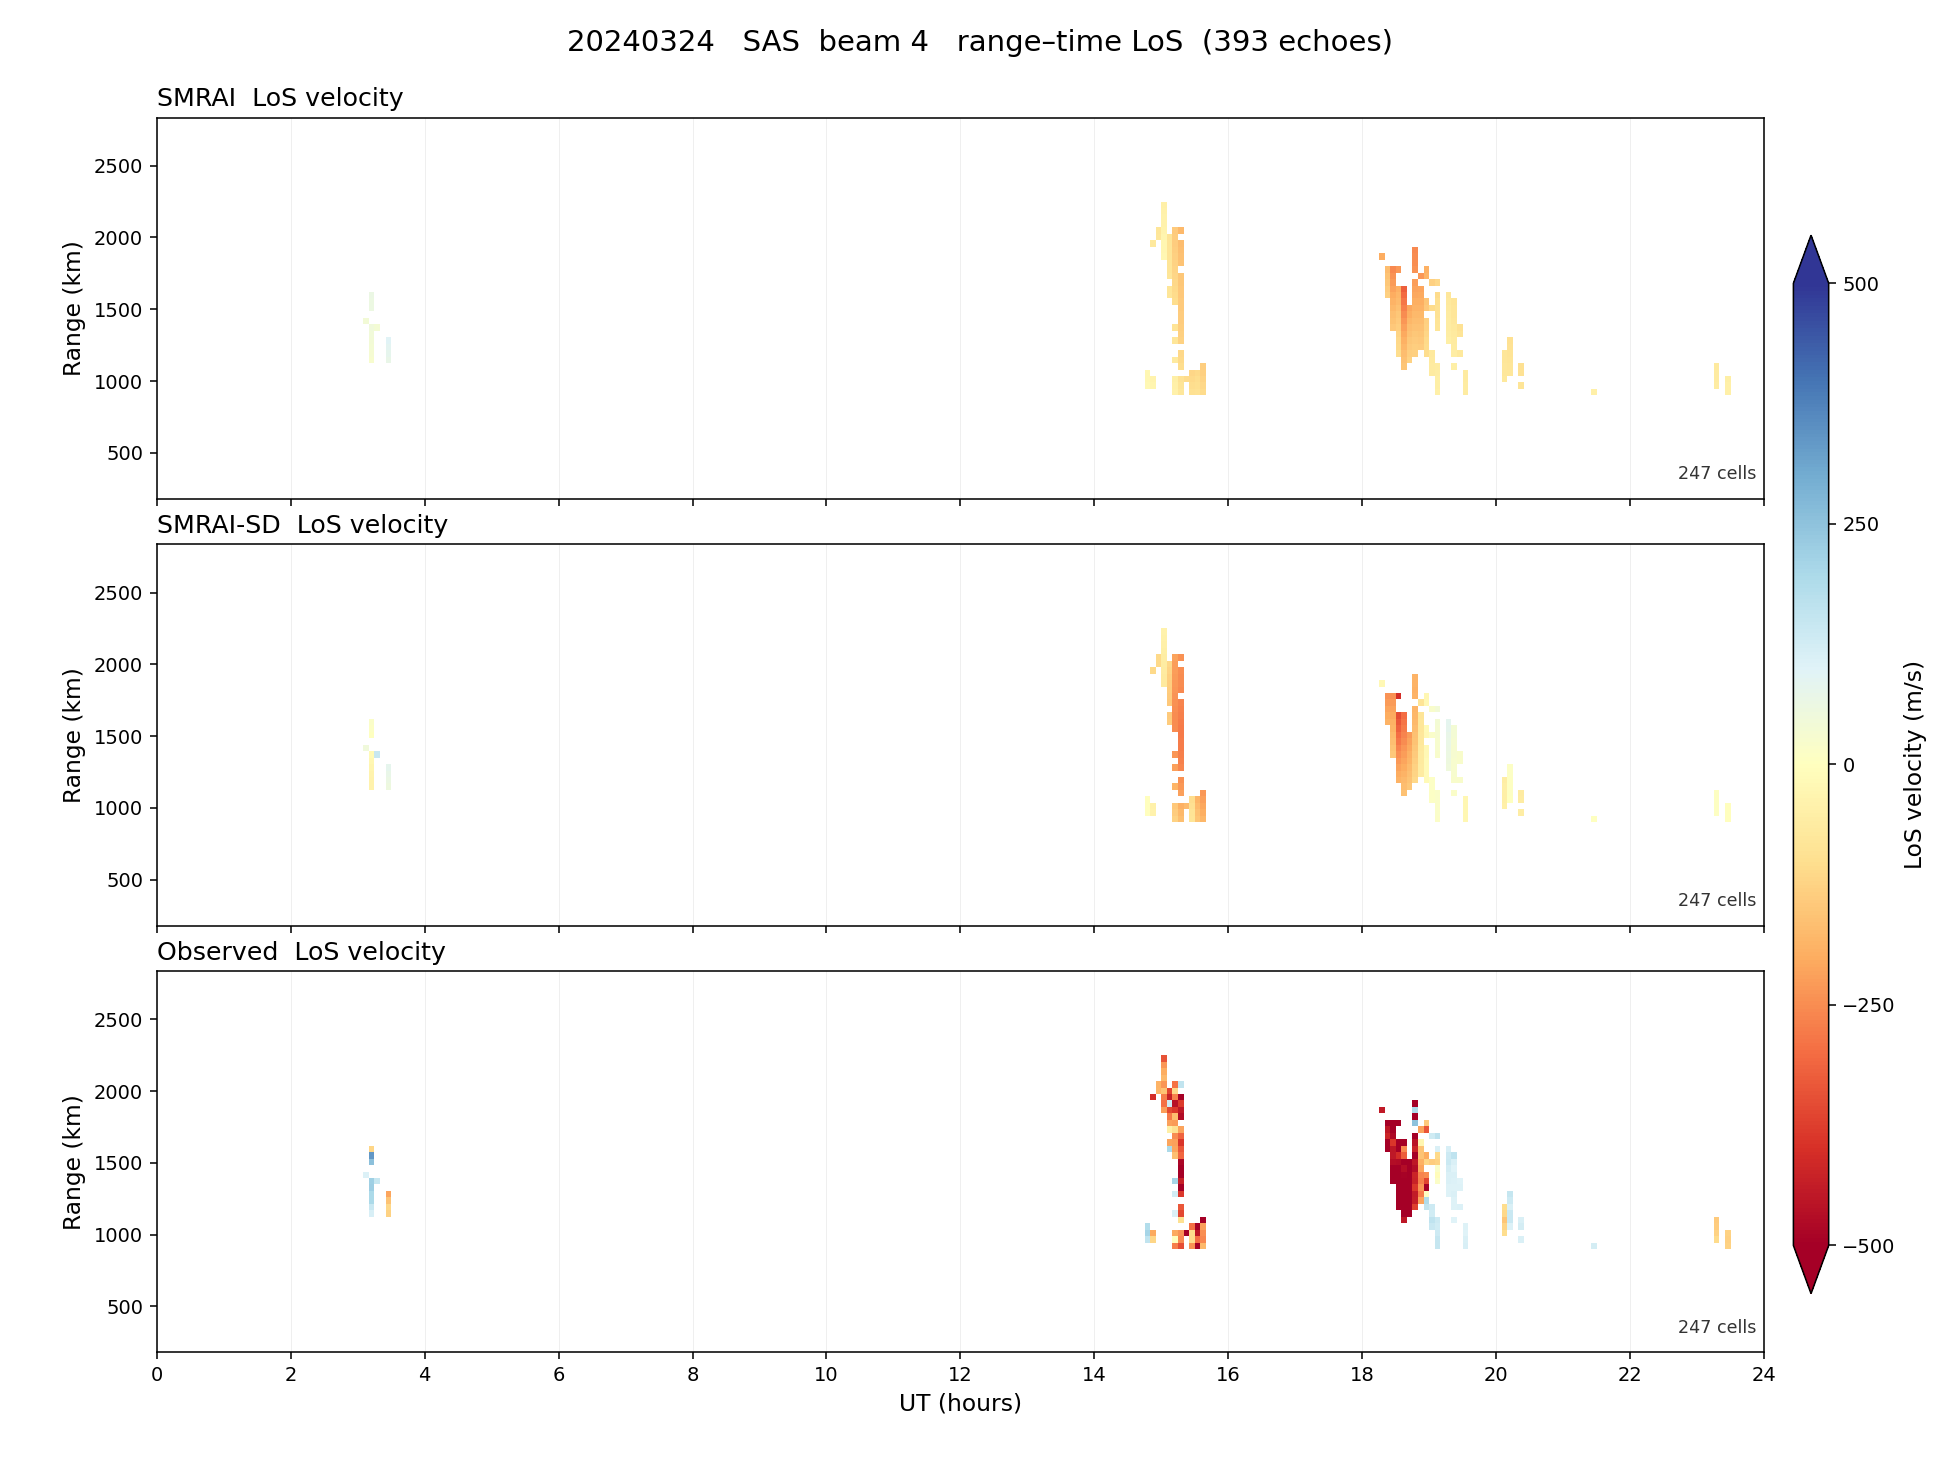 20240324   SAS  beam 4   range–time LoS  (393 echoes)
SMRAI  LoS velocity
2500
2000
1500
1000
500
Range (km)
247 cells
SMRAI-SD  LoS velocity
2500
2000
1500
1000
500
Range (km)
247 cells
Observed  LoS velocity
2500
2000
1500
1000
500
Range (km)
247 cells
0 2 4 6 8 10 12 14 16 18 20 22 24
UT (hours)
500
250
0
−250
−500
LoS velocity (m/s)